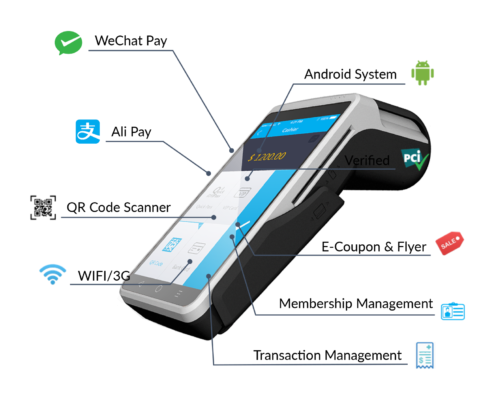 WeChat Pay
Android System
Ali Pay
$ 1,200.00
Verified
PCI
QR Code Scanner
E-Coupon & Flyer
SALE
WIFI/3G
Membership Management
Transaction Management